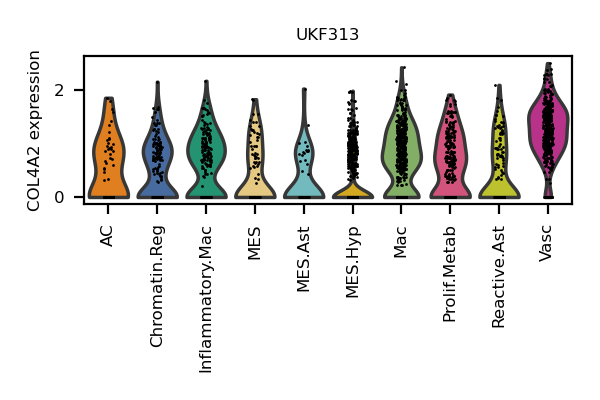 UKF313
COL4A2 expression
2
0
AC
Chromatin.Reg
Inflammatory.Mac
MES
MES.Ast
MES.Hyp
Mac
Prolif.Metab
Reactive.Ast
Vasc